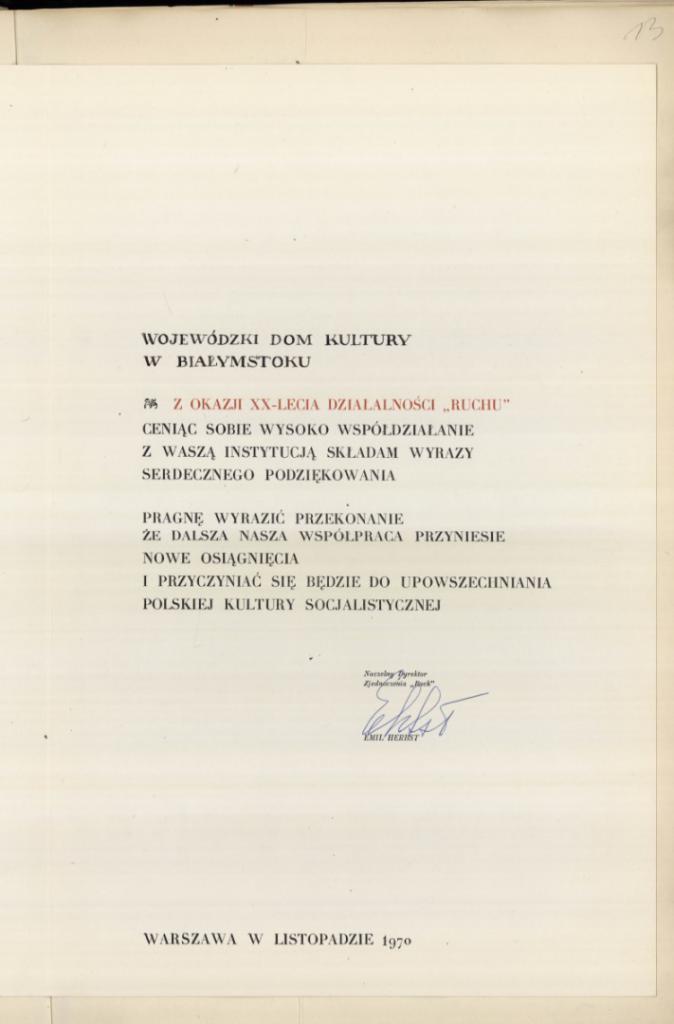 13
WOJEWÓDZKI DOM KULTURY
W BIAŁYMSTOKU
Z OKAZJI XX-LECIA DZIAŁALNOŚCI „RUCHU”
CENIĄC SOBIE WYSOKO WSPÓŁDZIAŁANIE
Z WASZĄ INSTYTUCJĄ SKŁADAM WYRAZY
SERDECZNEGO PODZIĘKOWANIA
PRAGNĘ WYRAZIĆ PRZEKONANIE
ŻE DALSZA NASZA WSPÓŁPRACA PRZYNIESIE
NOWE OSIĄGNIĘCIA
I PRZYCZYNIAĆ SIĘ BĘDZIE DO UPOWSZECHNIANIA
POLSKIEJ KULTURY SOCJALISTYCZNEJ
Naczelny Dyrektor
Zjednoczenia „Ruch”
EMIL HERBST
WARSZAWA W LISTOPADZIE 1970